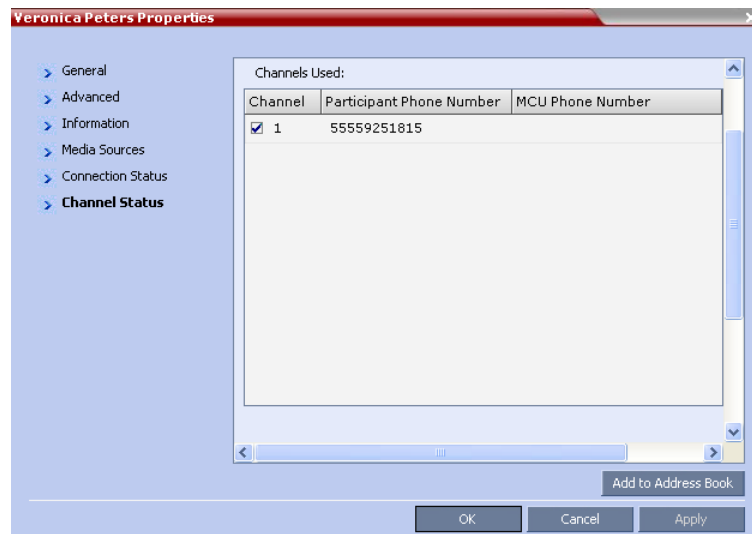 Veronica Peters Properties
General
Advanced
Information
Media Sources
Connection Status
Channel Status
Channels Used:
Channel Participant Phone Number MCU Phone Number
1 55559251815
Add to Address Book
OK Cancel Apply